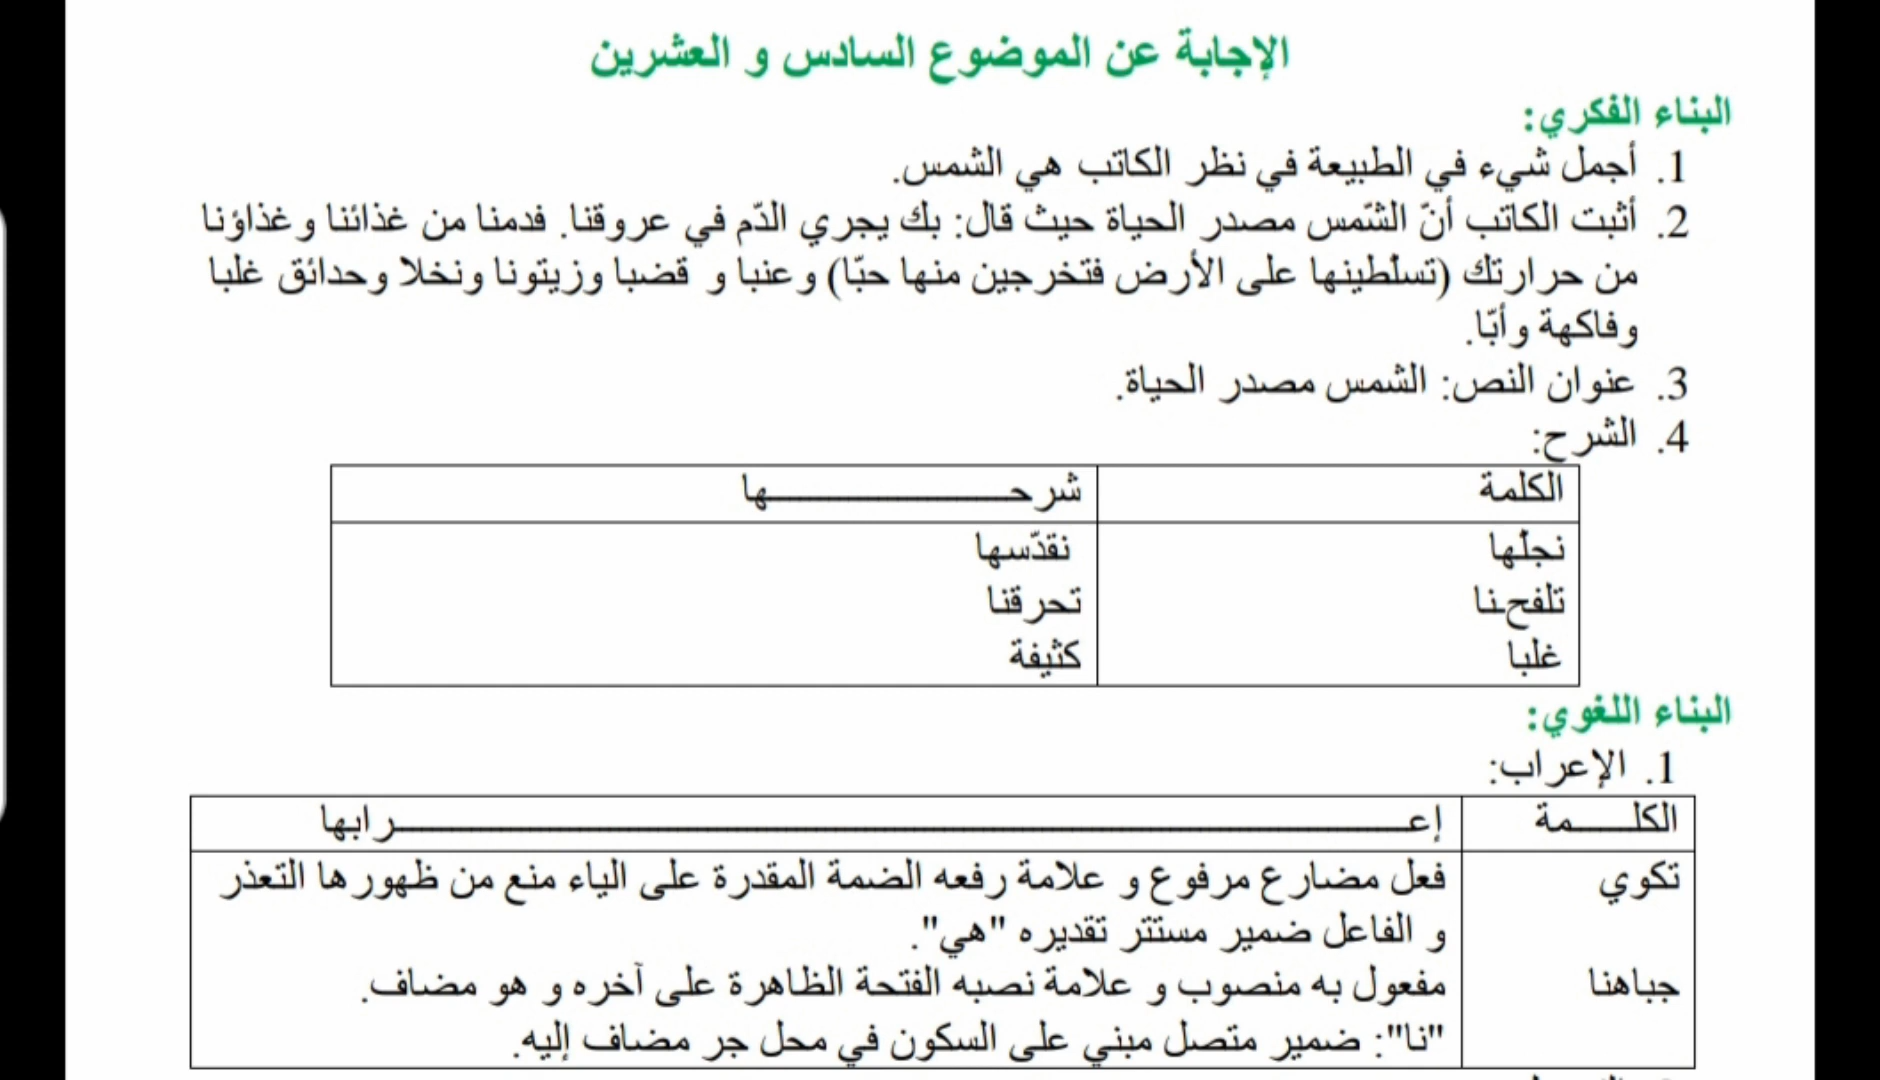 الإجابة عن الموضوع السادس و العشرين
البناء الفكري:
1. أجمل شيء في الطبيعة في نظر الكاتب هي الشمس.
2. أثبت الكاتب أنّ الشّمس مصدر الحياة حيث قال: بك يجري الدّم في عروقنا. فدمنا من غذائنا وغذاؤنا
من حرارتك (تسلّطينها على الأرض فتخرجين منها حبّا) وعنبا و قضبا وزيتونا ونخلا وحدائق غلبا
وفاكهة وأبّا.
3. عنوان النص: الشمس مصدر الحياة.
4. الشرح:
الكلمة شرحـــــــــــــها
نجلّها نقدّسها
تلفحنا تحرقنا
غلبا كثيفة
البناء اللغوي:
1. الإعراب:
الكلـــــمة إعــــــــــــــــــــــــــــــــــرابها
تكوي فعل مضارع مرفوع و علامة رفعه الضمة المقدرة على الياء منع من ظهورها التعذر
و الفاعل ضمير مستتر تقديره "هي".
جباهنا مفعول به منصوب و علامة نصبه الفتحة الظاهرة على آخره و هو مضاف.
"نا": ضمير متصل مبني على السكون في محل جر مضاف إليه.